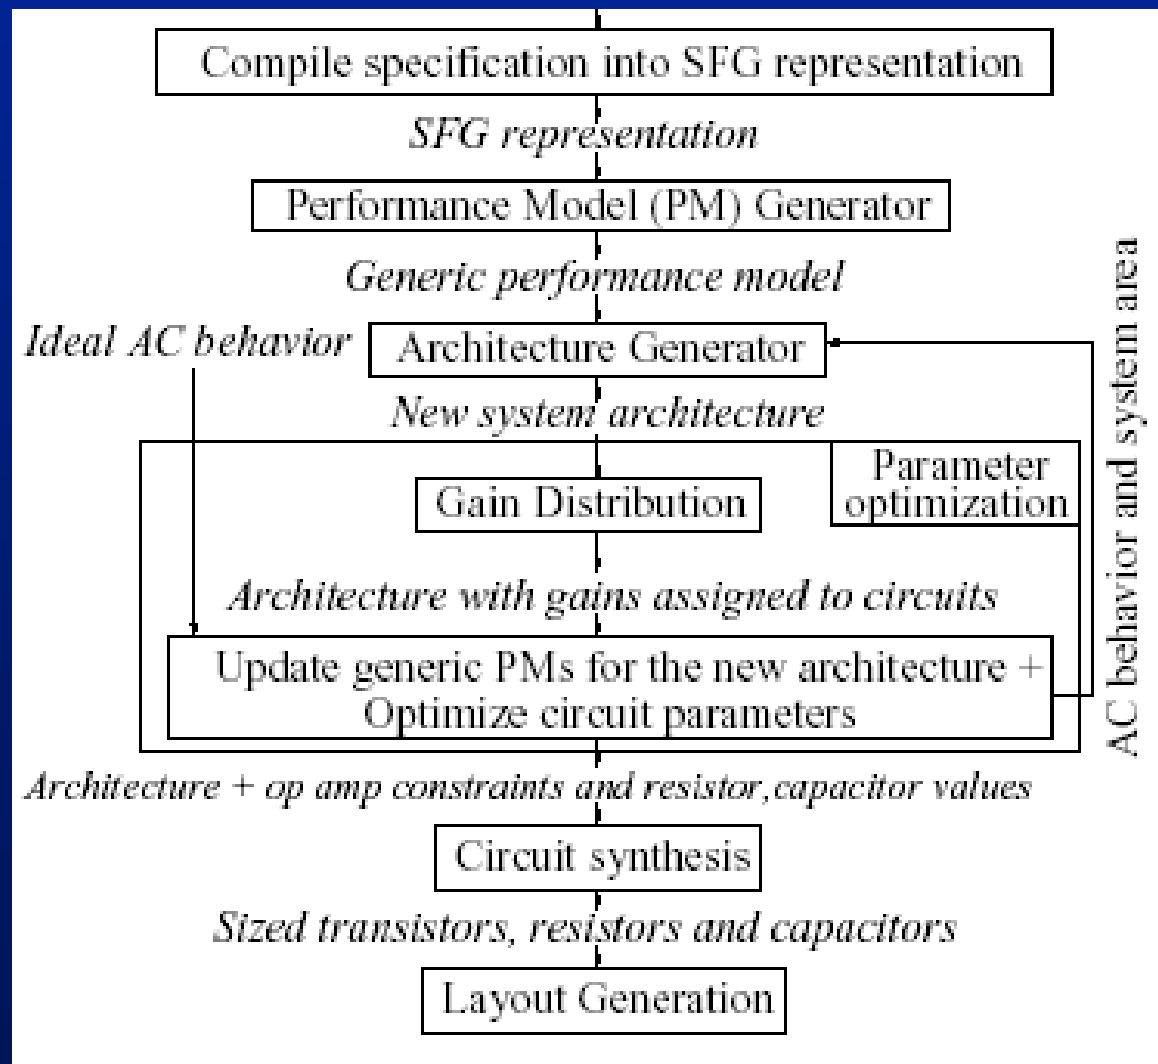 Compile specification into SFG representation
SFG representation
Performance Model (PM) Generator
Generic performance model
Ideal AC behavior
Architecture Generator
New system architecture
Parameter
optimization
Gain Distribution
Architecture with gains assigned to circuits
Update generic PMs for the new architecture +
Optimize circuit parameters
AC behavior and system area
Architecture + op amp constraints and resistor,capacitor values
Circuit synthesis
Sized transistors, resistors and capacitors
Layout Generation